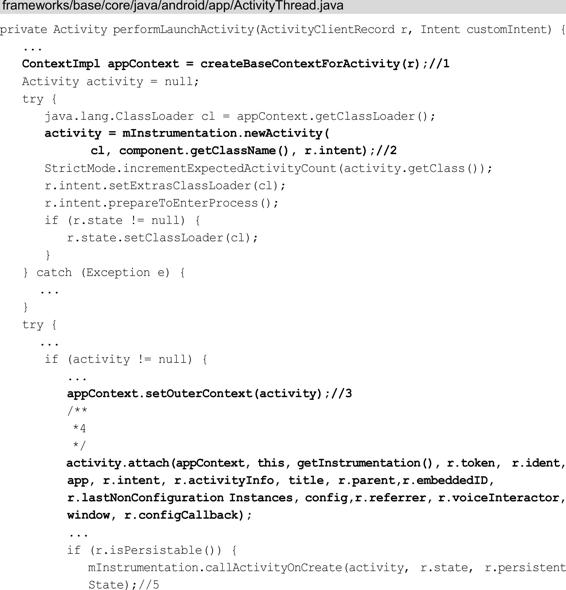 frameworks/base/core/java/android/app/ActivityThread.java
private Activity performLaunchActivity(ActivityClientRecord r, Intent customIntent) {
...
ContextImpl appContext = createBaseContextForActivity(r);//1
Activity activity = null;
try {
java.lang.ClassLoader cl = appContext.getClassLoader();
activity = mInstrumentation.newActivity(
cl, component.getClassName(), r.intent);//2
StrictMode.incrementExpectedActivityCount(activity.getClass());
r.intent.setExtrasClassLoader(cl);
r.intent.prepareToEnterProcess();
if (r.state != null) {
r.state.setClassLoader(cl);
}
} catch (Exception e) {
...
}
try {
...
if (activity != null) {
...
appContext.setOuterContext(activity);//3
/**
*4
*/
activity.attach(appContext, this, getInstrumentation(), r.token, r.ident,
app, r.intent, r.activityInfo, title, r.parent,r.embeddedID,
r.lastNonConfiguration Instances, config,r.referrer, r.voiceInteractor,
window, r.configCallback);
...
if (r.isPersistable()) {
mInstrumentation.callActivityOnCreate(activity, r.state, r.persistent
State);//5